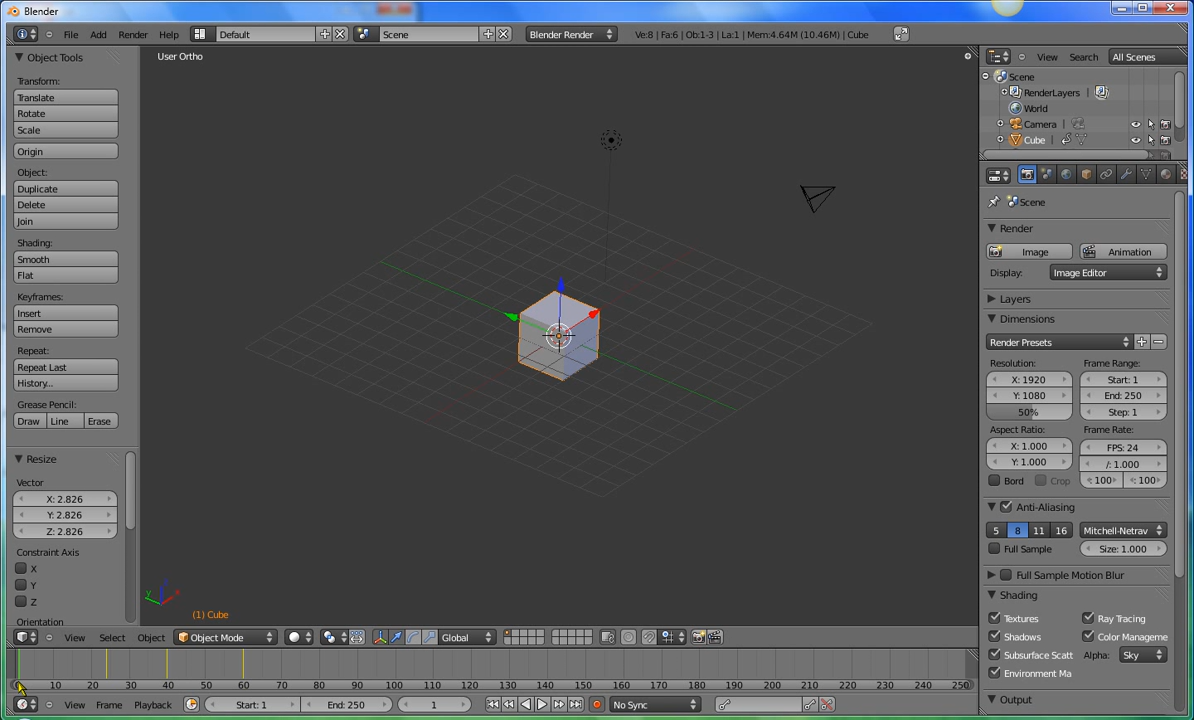 Blender
File Add Render Help Default Scene Blender Render Ve:8 | Fa:6 | Ob:1-3 | La:1 | Mem:4.64M (10.46M) | Cube
Object Tools
Transform:
Translate
Rotate
Scale
Origin
Object:
Duplicate
Delete
Join
Shading:
Smooth
Flat
Keyframes:
Insert
Remove
Repeat:
Repeat Last
History...
Grease Pencil:
Draw Line Erase
Resize
Vector
X: 2.826
Y: 2.826
Z: 2.826
Constraint Axis
X
Y
Z
Orientation
User Ortho
(1) Cube
View Select Object Object Mode Global
10 20 30 40 50 60 70 80 90 100 110 120 130 140 150 160 170 180 190 200 210 220 230 240 250
View Frame Playback Start: 1 End: 250 1 No Sync
View Search All Scenes
Scene
RenderLayers |
World
Camera |
Cube |
Scene
Render
Image Animation
Display: Image Editor
Layers
Dimensions
Render Presets
Resolution: Frame Range:
X: 1920 Start: 1
Y: 1080 End: 250
50% Step: 1
Aspect Ratio: Frame Rate:
X: 1.000 FPS: 24
Y: 1.000 /: 1.000
Bord Crop : 100 : 100
Anti-Aliasing
5 8 11 16 Mitchell-Netrav
Full Sample Size: 1.000
Full Sample Motion Blur
Shading
Textures Ray Tracing
Shadows Color Manageme
Subsurface Scatt Alpha: Sky
Environment Ma
Output